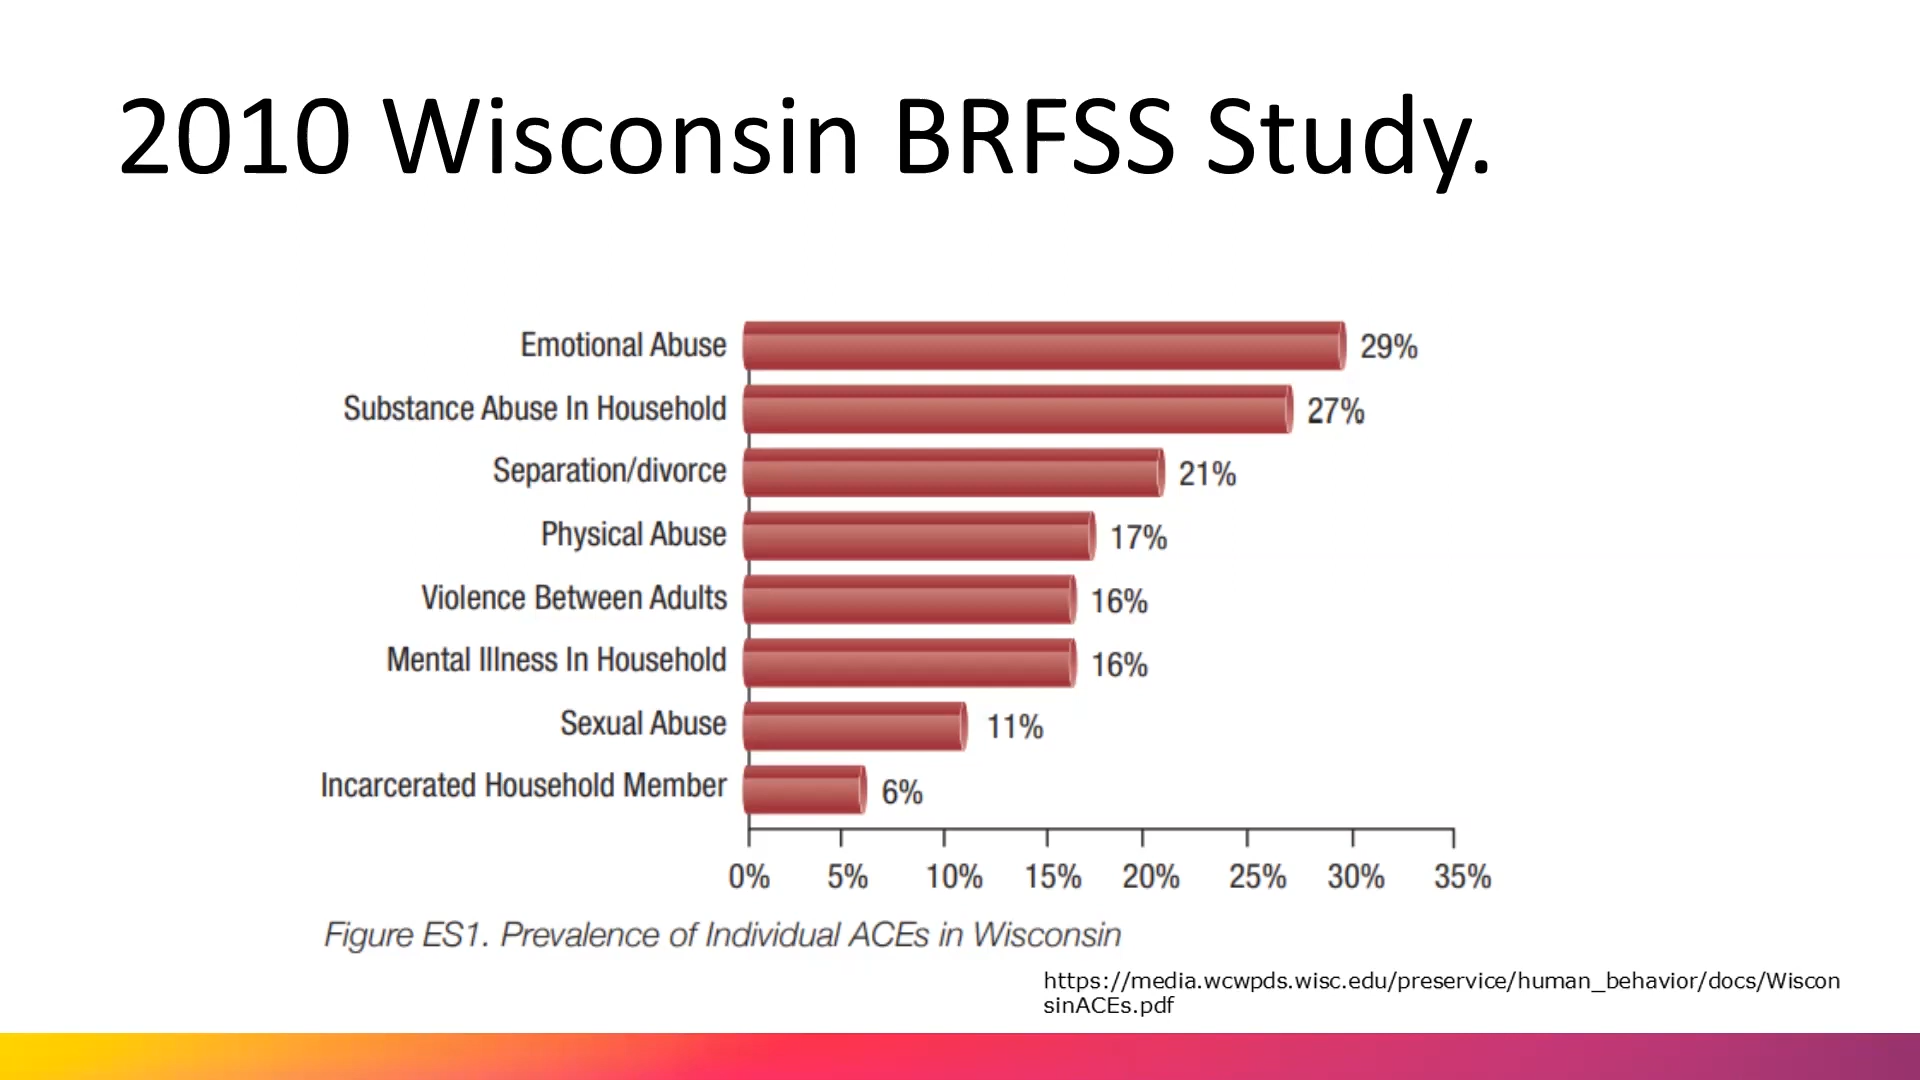 2010 Wisconsin BRFSS Study.
Emotional Abuse 29%
Substance Abuse In Household 27%
Separation/divorce 21%
Physical Abuse 17%
Violence Between Adults 16%
Mental Illness In Household 16%
Sexual Abuse 11%
Incarcerated Household Member 6%
0% 5% 10% 15% 20% 25% 30% 35%
Figure ES1. Prevalence of Individual ACEs in Wisconsin
https://media.wcwpds.wisc.edu/preservice/human_behavior/docs/Wiscon
sinACEs.pdf